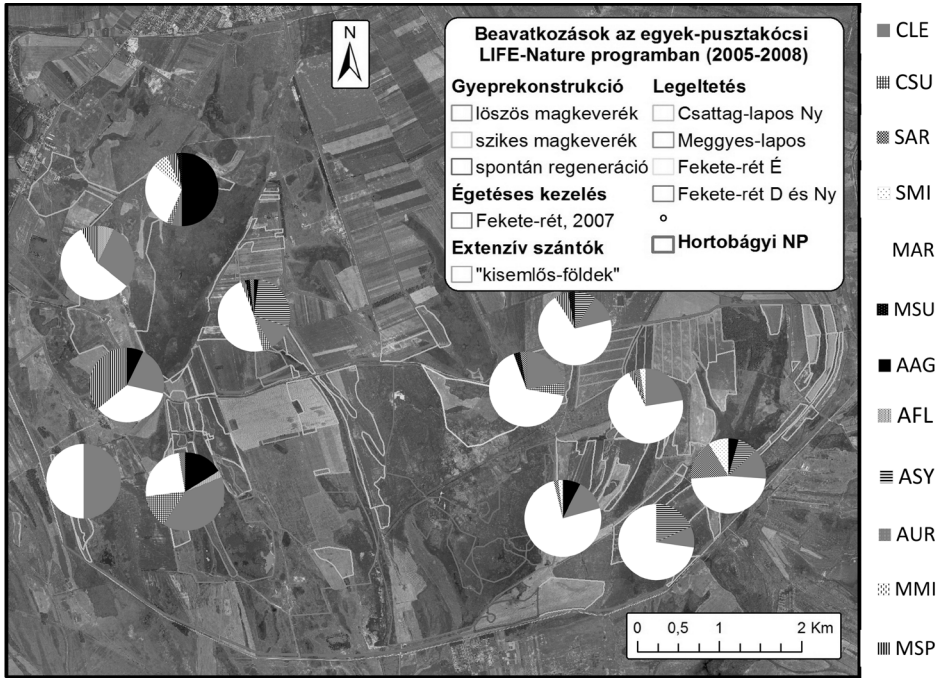 N
Beavatkozások az egyek-pusztakócsi
LIFE-Nature programban (2005-2008)
Gyeprekonstrukció
löszös magkeverék
szikes magkeverék
spontán regeneráció
Égetéses kezelés
Fekete-rét, 2007
Extenzív szántók
"kisemlős-földek"
Legeltetés
Csattag-lapos Ny
Meggyes-lapos
Fekete-rét É
Fekete-rét D és Ny
Hortobágyi NP
0 0,5 1 2 Km
CLE
CSU
SAR
SMI
MAR
MSU
AAG
AFL
ASY
AUR
MMI
MSP